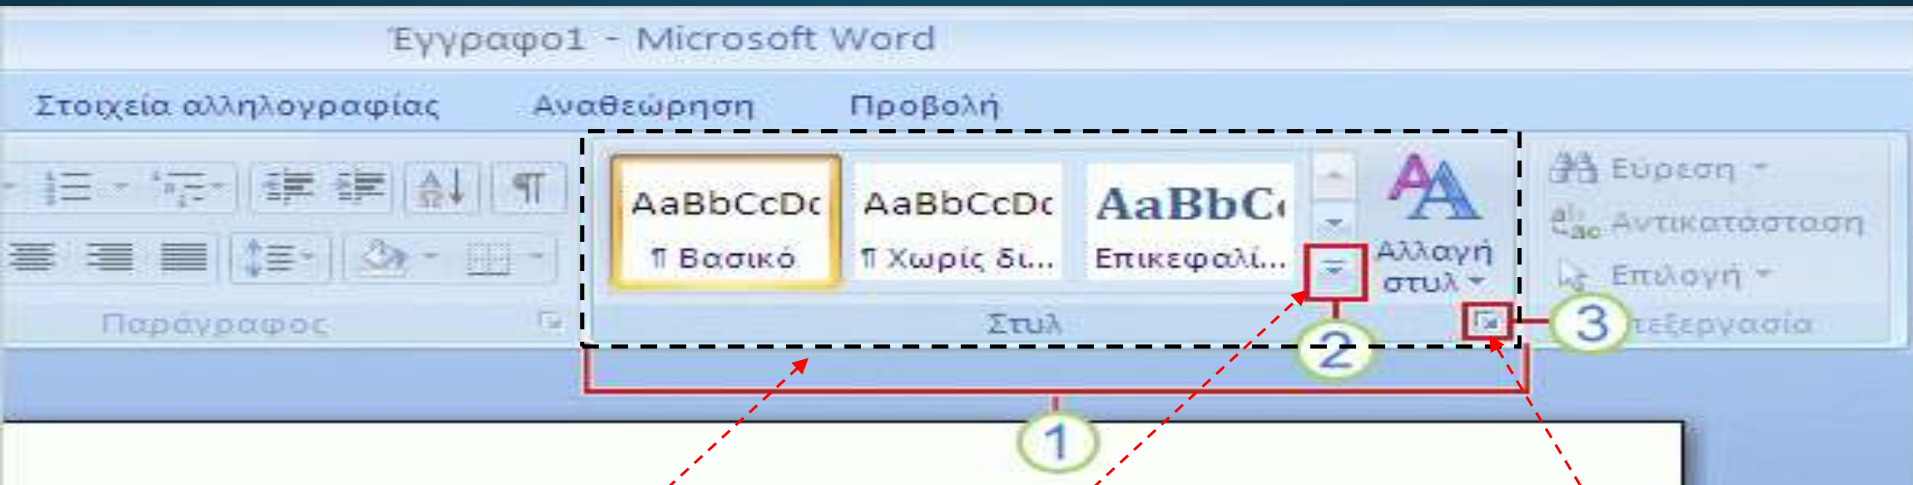 Έγγραφο1 - Microsoft Word
Στοιχεία αλληλογραφίας Αναθεώρηση Προβολή
AaBbCcDc AaBbCcDc AaBbC
¶ Βασικό ¶ Χωρίς δι... Επικεφαλί...
Αλλαγή
στυλ
Εύρεση
Αντικατάσταση
Επιλογή
Παράγραφος Στυλ τεξεργασία
1
2
3